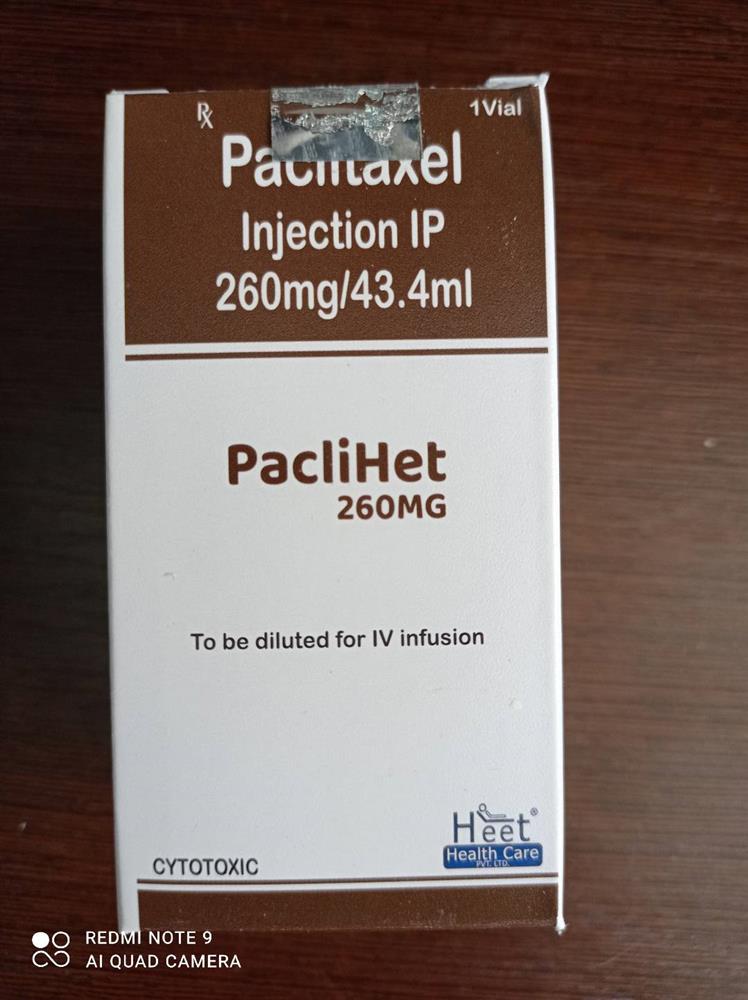 Rx
1Vial
Paclitaxel
Injection IP
260mg/43.4ml
PacliHet
260MG
To be diluted for IV infusion
Heet®
Health Care
PVT. LTD.
CYTOTOXIC
REDMI NOTE 9
AI QUAD CAMERA